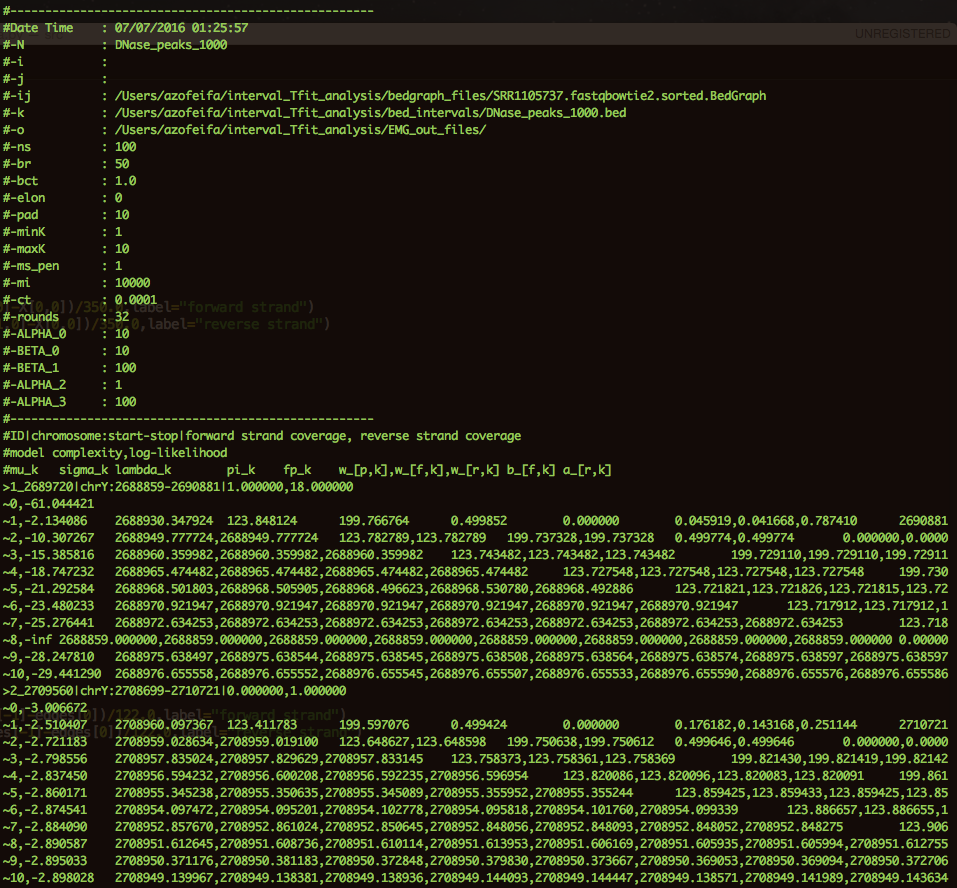 #----------------------------------------------------
#Date Time    : 07/07/2016 01:25:57
UNREGISTERED
#-N           : DNase_peaks_1000
#-i           :
#-j           :
#-ij          : /Users/azofeifa/interval_Tfit_analysis/bedgraph_files/SRR1105737.fastqbowtie2.sorted.BedGraph
#-k           : /Users/azofeifa/interval_Tfit_analysis/bed_intervals/DNase_peaks_1000.bed
#-o           : /Users/azofeifa/interval_Tfit_analysis/EMG_out_files/
#-ns          : 100
#-br          : 50
#-bct         : 1.0
#-elon        : 0
#-pad         : 10
#-minK        : 1
#-maxK        : 10
#-ms_pen      : 1
#-mi          : 10000
#-ct          : 0.0001
#-rounds      : 32
#-ALPHA_0     : 10
#-BETA_0      : 10
#-BETA_1      : 100
#-ALPHA_2     : 1
#-ALPHA_3     : 100
#----------------------------------------------------
#ID|chromosome:start-stop|forward strand coverage, reverse strand coverage
#model complexity,log-likelihood
#mu_k   sigma_k lambda_k        pi_k    fp_k    w_[p,k],w_[f,k],w_[r,k] b_[f,k] a_[r,k]
>1_2689720|chrY:2688859-2690881|1.000000,18.000000
~0,-61.044421
~1,-2.134086    2688930.347924  123.848124      199.766764      0.499852        0.000000        0.045919,0.041668,0.787410      2690881
~2,-10.307267   2688949.777724,2688949.777724   123.782789,123.782789   199.737328,199.737328   0.499774,0.499774       0.000000,0.0000
~3,-15.385816   2688960.359982,2688960.359982,2688960.359982    123.743482,123.743482,123.743482        199.729110,199.729110,199.72911
~4,-18.747232   2688965.474482,2688965.474482,2688965.474482,2688965.474482     123.727548,123.727548,123.727548,123.727548     199.730
~5,-21.292584   2688968.501803,2688968.505905,2688968.496623,2688968.530780,2688968.492886      123.721821,123.721826,123.721815,123.72
~6,-23.480233   2688970.921947,2688970.921947,2688970.921947,2688970.921947,2688970.921947,2688970.921947       123.717912,123.717912,1
~7,-25.276441   2688972.634253,2688972.634253,2688972.634253,2688972.634253,2688972.634253,2688972.634253,2688972.634253        123.718
~8,-inf 2688859.000000,2688859.000000,2688859.000000,2688859.000000,2688859.000000,2688859.000000,2688859.000000,2688859.000000 0.00000
~9,-28.247810   2688975.638497,2688975.638544,2688975.638545,2688975.638508,2688975.638564,2688975.638574,2688975.638597,2688975.638597
~10,-29.441290  2688976.655558,2688976.655552,2688976.655545,2688976.655507,2688976.655531,2688976.655533,2688976.655576,2688976.655586
>2_2709560|chrY:2708699-2710721|0.000000,1.000000
~0,-3.006672
~1,-2.510407    2708960.097367  123.411783      199.597076      0.499424        0.000000        0.176182,0.143168,0.251144      2710721
~2,-2.721183    2708959.028634,2708959.019100   123.648627,123.648598   199.750638,199.750612   0.499646,0.499646       0.000000,0.0000
~3,-2.798556    2708957.835024,2708957.829629,2708957.833145    123.758373,123.758361,123.758369        199.821430,199.821419,199.82142
~4,-2.837450    2708956.594232,2708956.600208,2708956.592235,2708956.596954     123.820086,123.820096,123.820083,123.820091     199.861
~5,-2.860171    2708955.345238,2708955.350635,2708955.345089,2708955.355952,2708955.355244      123.859425,123.859433,123.859425,123.85
~6,-2.874541    2708954.097472,2708954.095201,2708954.102778,2708954.095818,2708954.101760,2708954.099339       123.886657,123.886655,1
~7,-2.884090    2708952.857670,2708952.861024,2708952.850645,2708952.848056,2708952.848093,2708952.848052,2708952.848275        123.906
~8,-2.890587    2708951.612645,2708951.608736,2708951.610114,2708951.613953,2708951.606169,2708951.605935,2708951.605994,2708951.612755
~9,-2.895033    2708950.371176,2708950.381183,2708950.372848,2708950.379830,2708950.373667,2708950.369053,2708950.369094,2708950.372706
~10,-2.898028   2708949.139967,2708949.138381,2708949.138936,2708949.144093,2708949.144447,2708949.138571,2708949.141989,2708949.143634